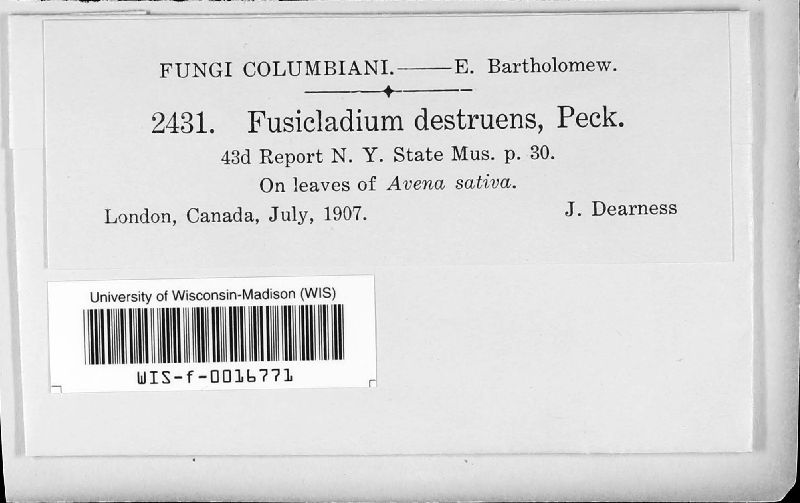 FUNGI COLUMBIANI.——E. Bartholomew.
2431. Fusicladium destruens, Peck.
43d Report N. Y. State Mus. p. 30.
On leaves of Avena sativa.
London, Canada, July, 1907. J. Dearness
University of Wisconsin-Madison (WIS)
WIS-f-0016771